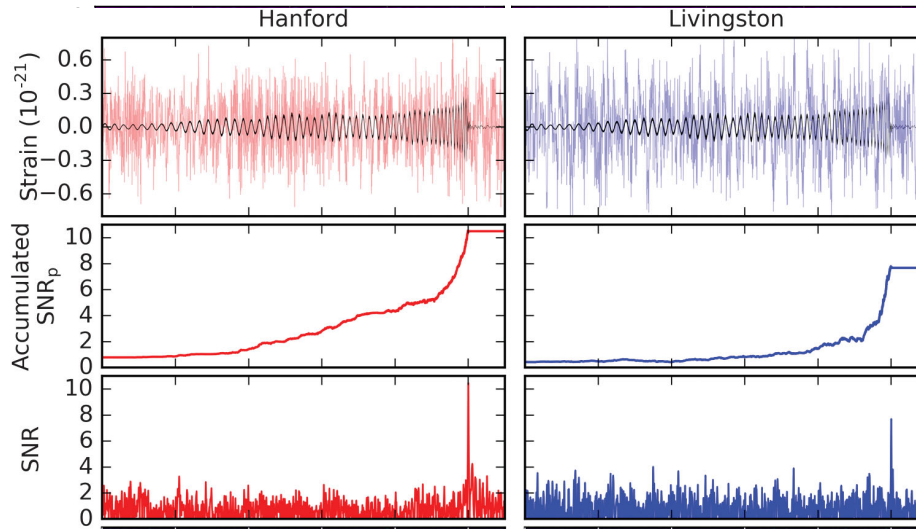 Hanford
Livingston
Strain (10⁻²¹)
0.6
0.3
0.0
−0.3
−0.6
Accumulated
SNRₚ
10
8
6
4
2
0
SNR
10
8
6
4
2
0